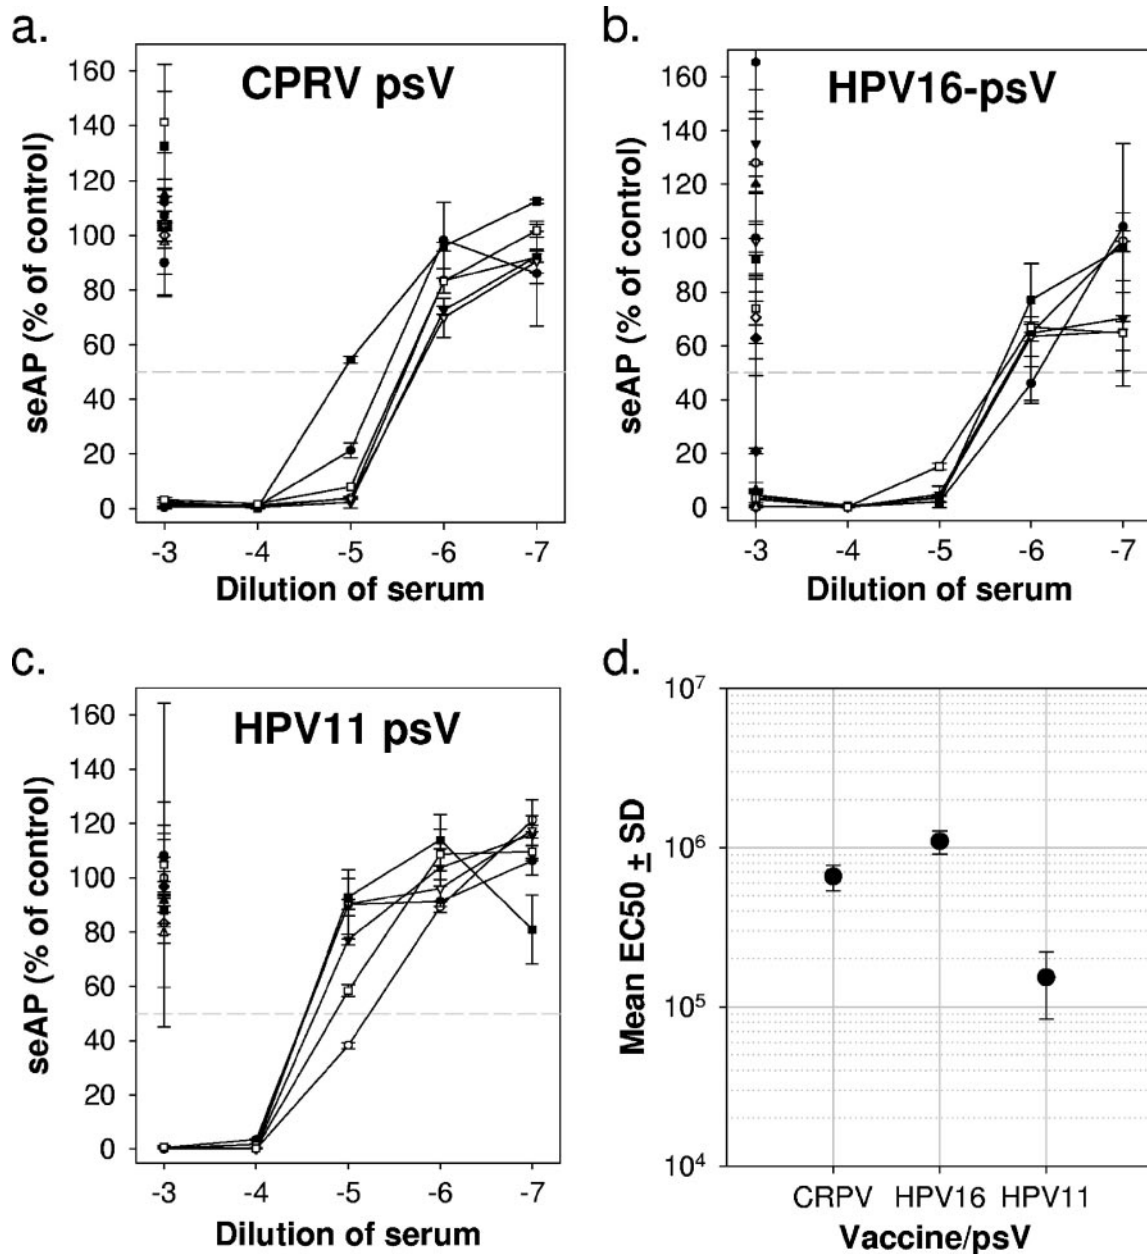 a.
CPRV psV
seAP (% of control)
160
140
120
100
80
60
40
20
0
-3 -4 -5 -6 -7
Dilution of serum
b.
HPV16-psV
seAP (% of control)
160
140
120
100
80
60
40
20
0
-3 -4 -5 -6 -7
Dilution of serum
c.
HPV11 psV
seAP (% of control)
160
140
120
100
80
60
40
20
0
-3 -4 -5 -6 -7
Dilution of serum
d.
Mean EC50 ± SD
10⁷
10⁶
10⁵
10⁴
CRPV HPV16 HPV11
Vaccine/psV